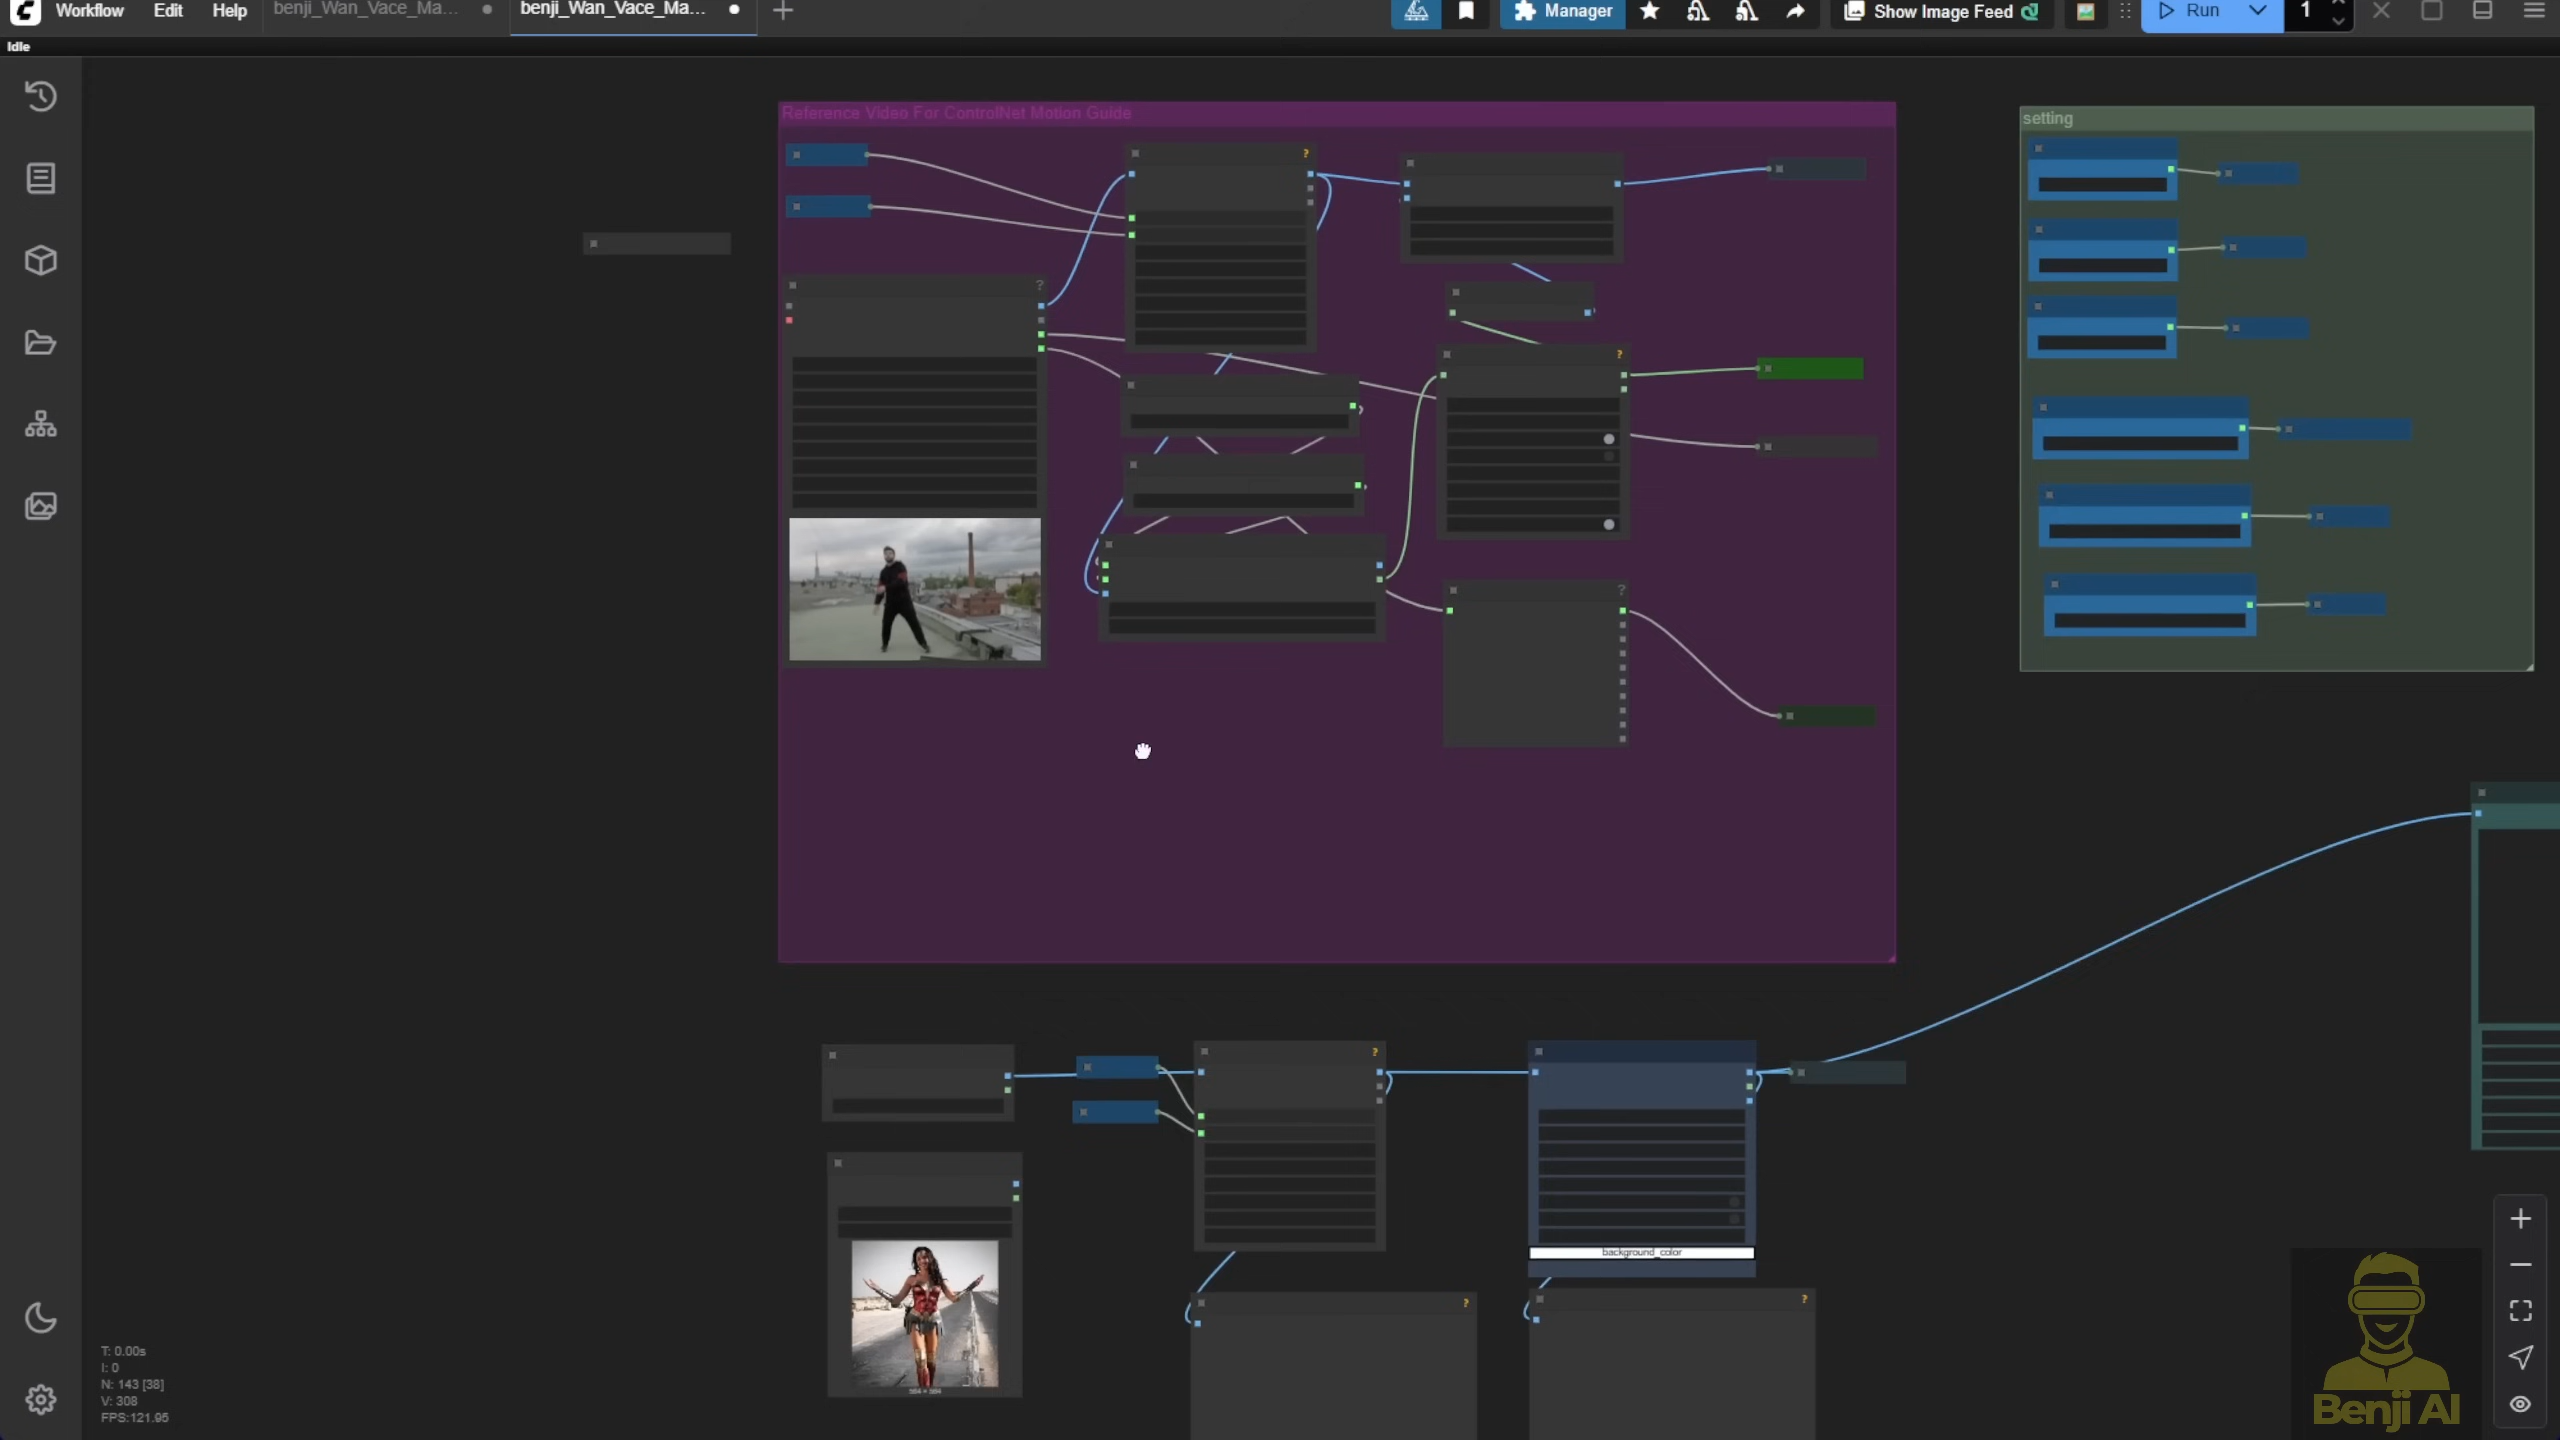 Workflow
Edit
Help
benji_Wan_Vace_Ma...
benji_Wan_Vace_Ma...
Manager
Show Image Feed
Run
1
Idle
Reference Video For ControlNet Motion Guide
setting
?
?
?
?
?
?
?
background_color
?
T: 0.00s
I: 0
N: 143 [38]
V: 308
FPS:121.95
Benji AI